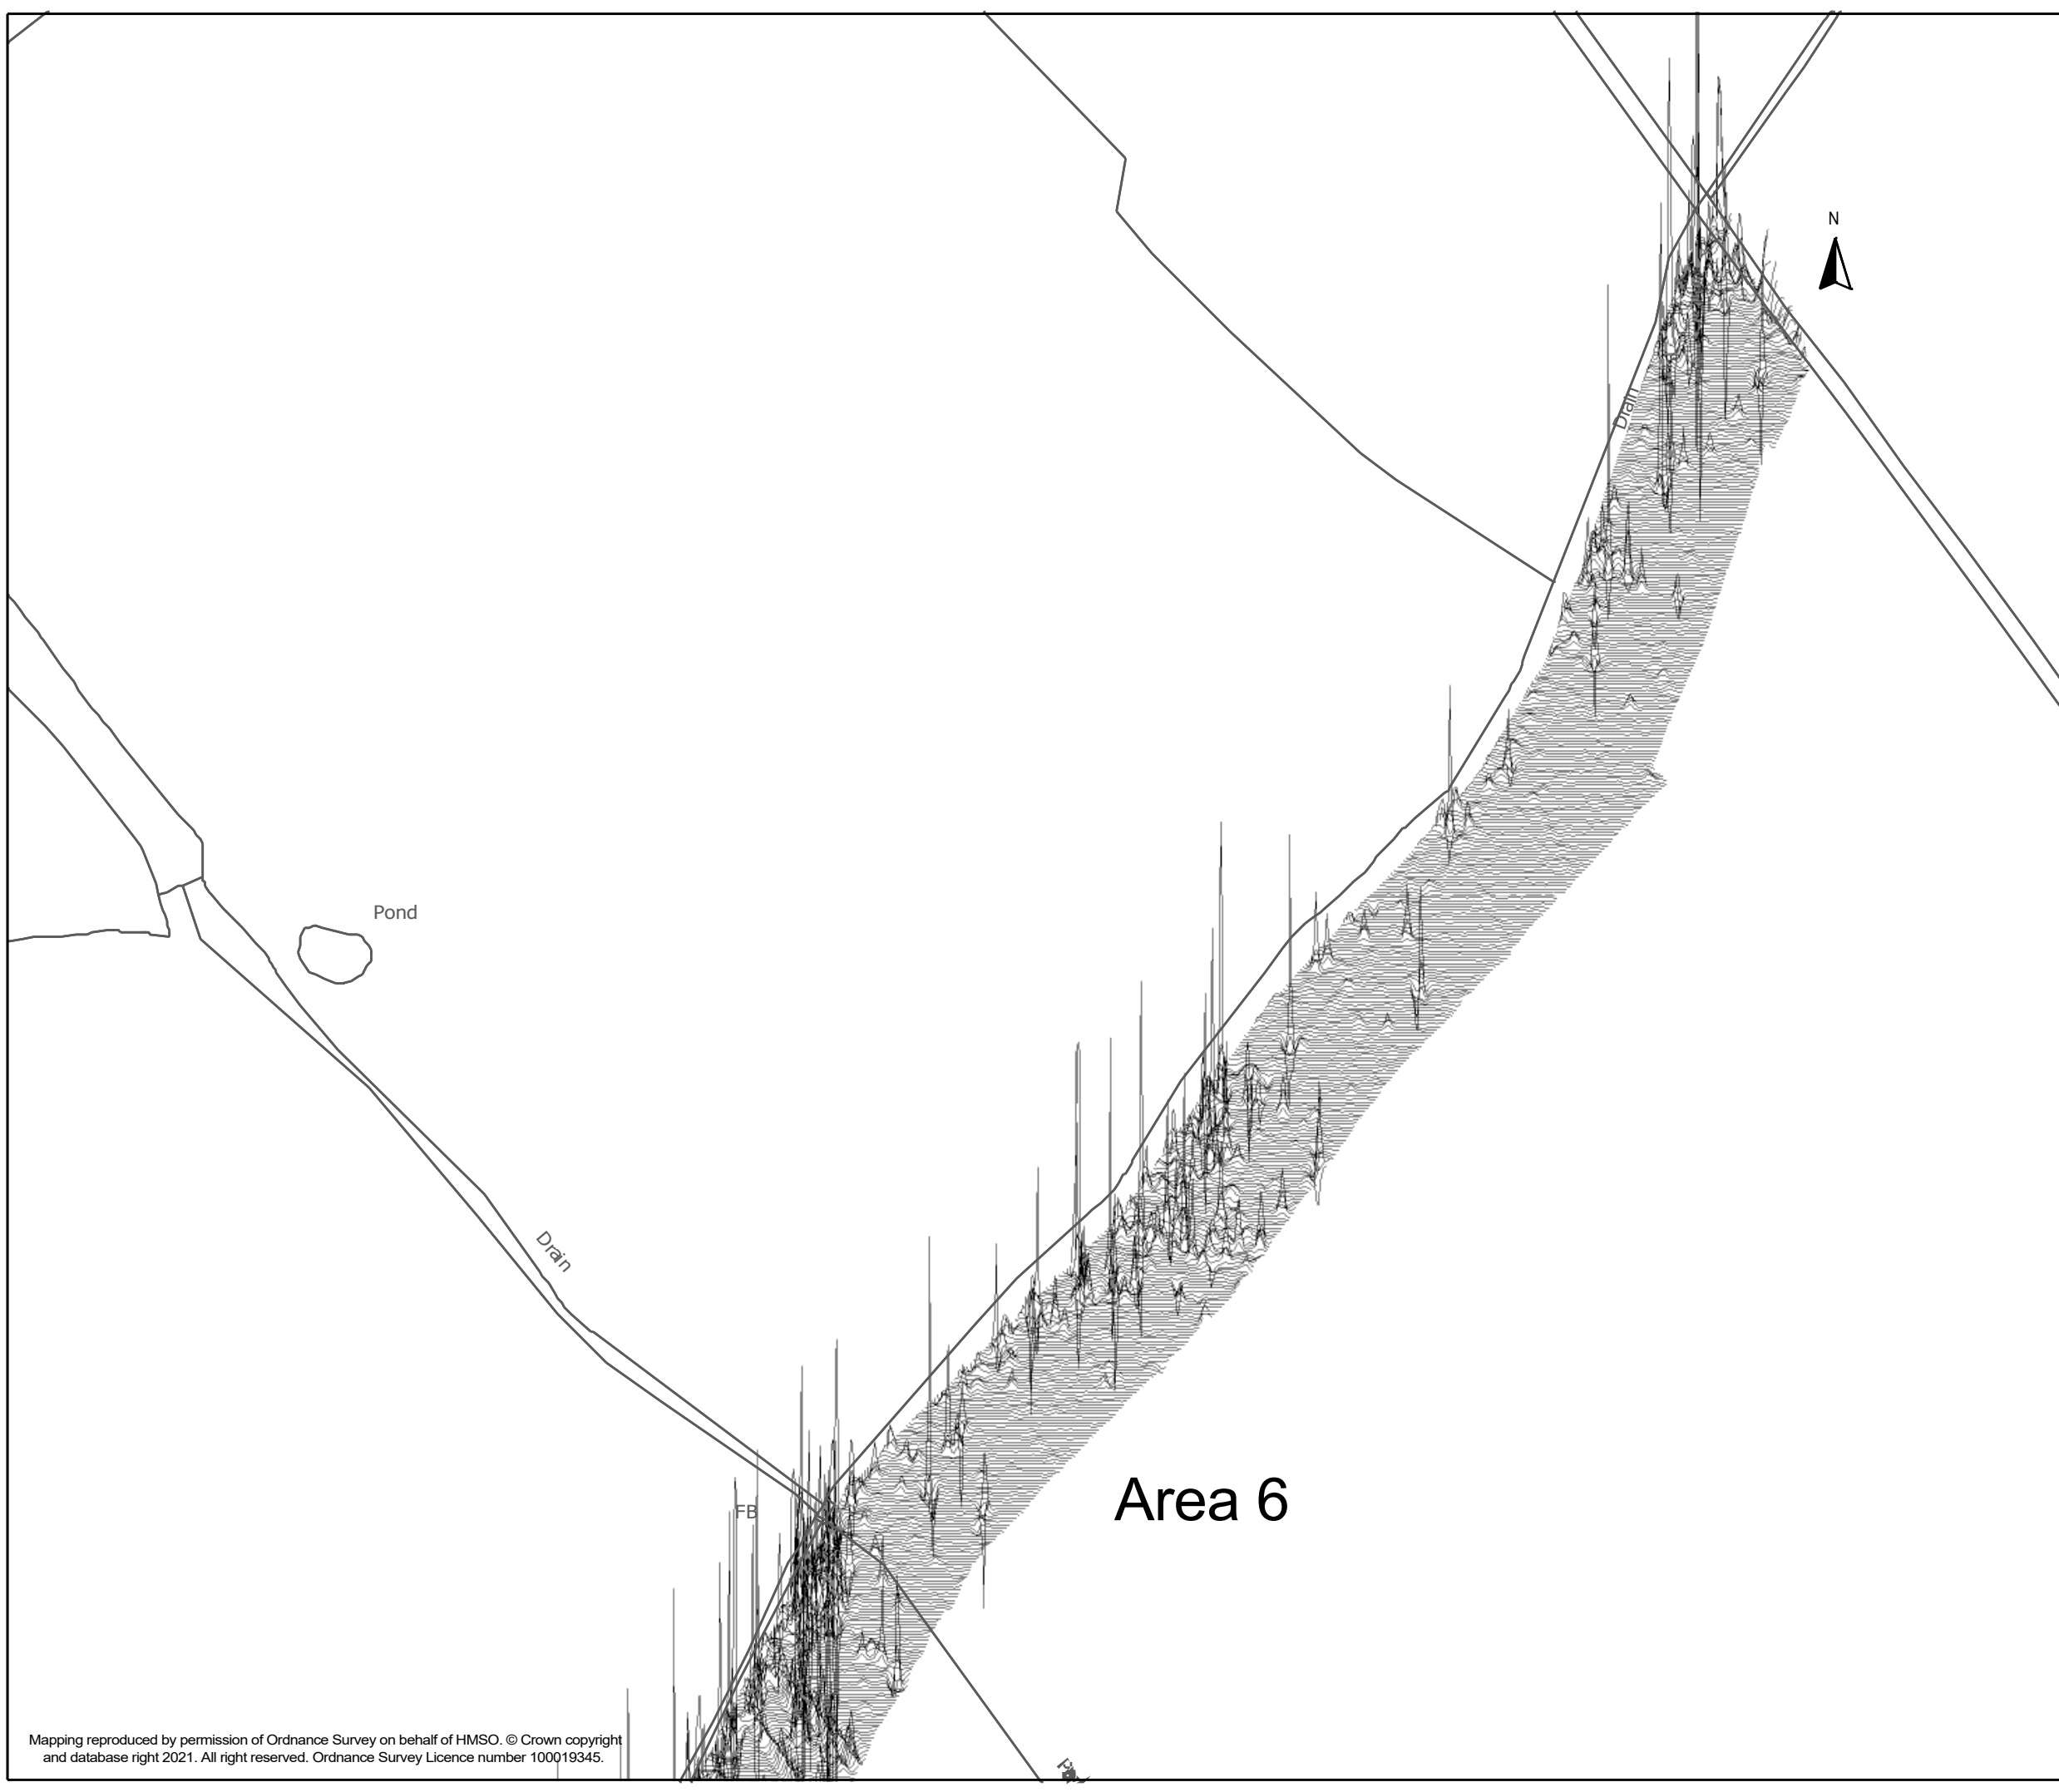 N
Drain
Pond
Drain
Area 6
FB
Mapping reproduced by permission of Ordnance Survey on behalf of HMSO. © Crown copyright
and database right 2021. All right reserved. Ordnance Survey Licence number 100019345.